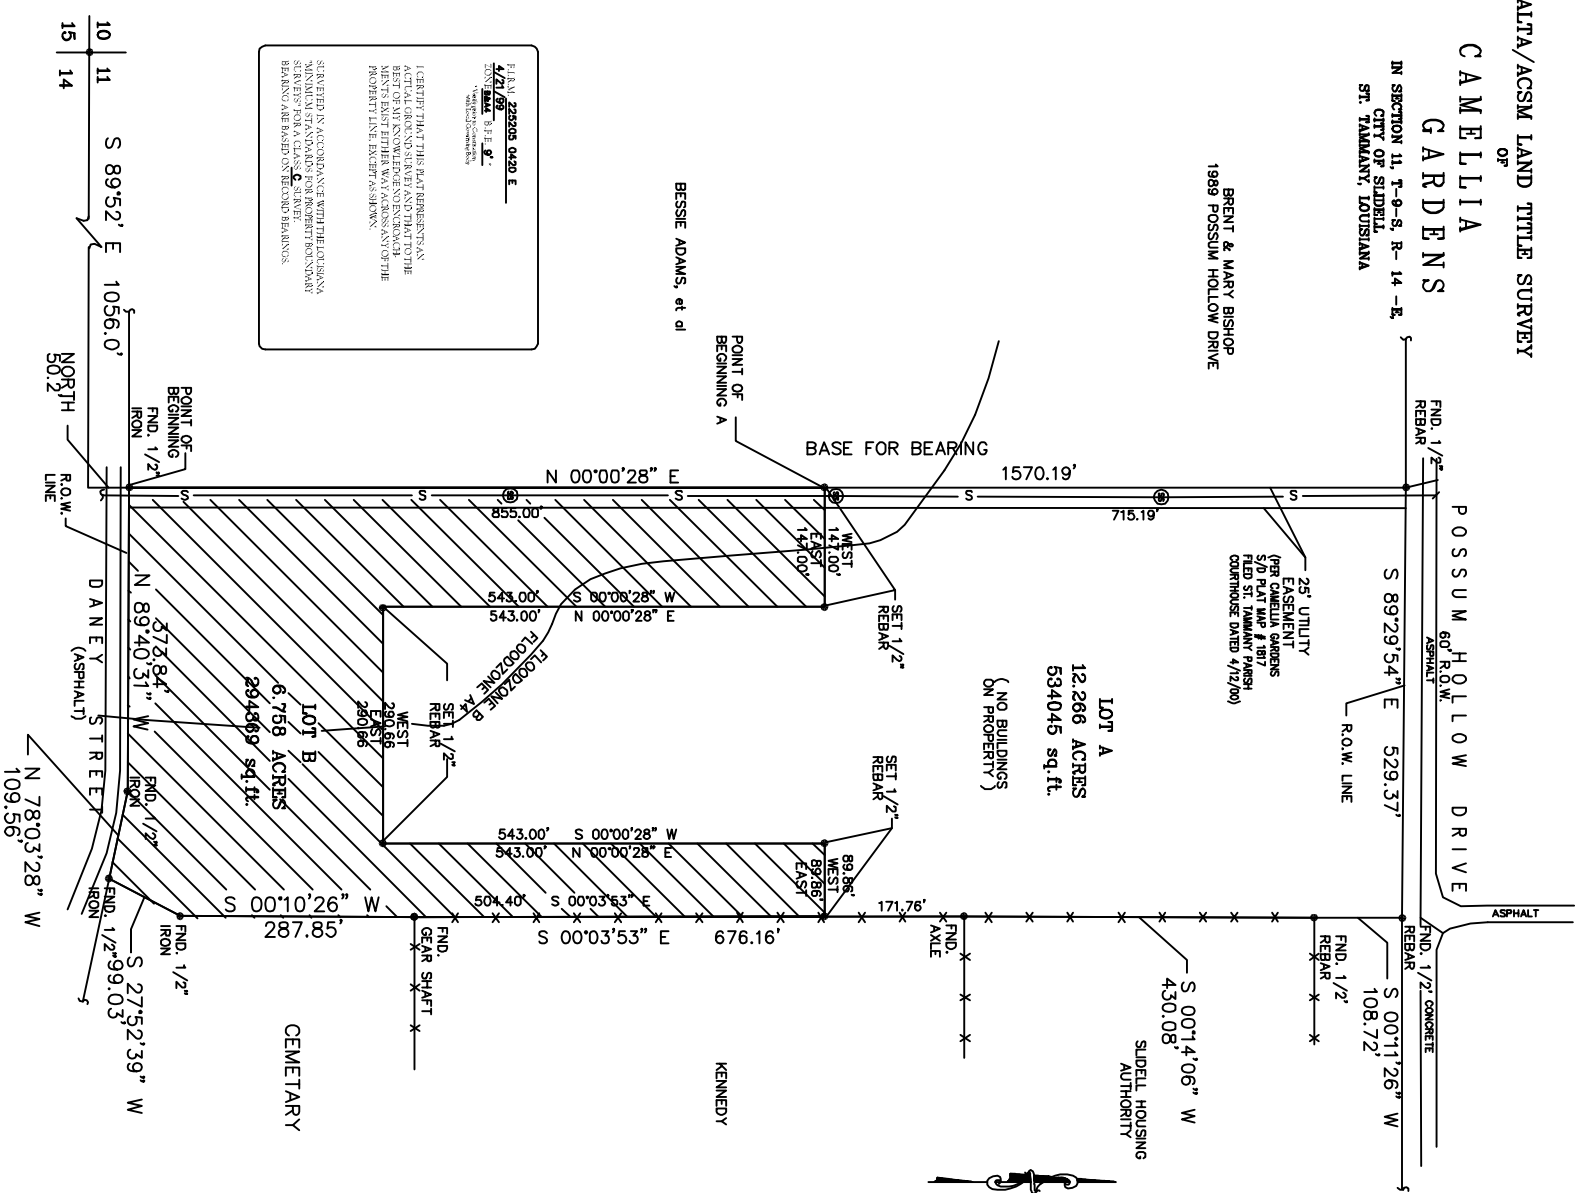 ALTA/ACSM LAND TITLE SURVEY
OF
CAMELLIA
GARDENS
IN SECTION 11, T-9-S, R- 14 -E,
CITY OF SLIDELL
ST. TAMMANY, LOUISIANA
BRENT & MARY BISHOP
1989 POSSUM HOLLOW DRIVE
BESSIE ADAMS, et al
F.I.R.M. 225205 0420 E
4/21/99
ZONE B&A4 B.F.E. 9'
I CERTIFY THAT THIS PLAT REPRESENTS AN
ACTUAL GROUND SURVEY AND THAT TO THE
BEST OF MY KNOWLEDGE NO ENCROACH-
MENTS EXIST EITHER WAY ACROSS ANY OF THE
PROPERTY LINE, EXCEPT AS SHOWN.
SURVEYED IN ACCORDANCE WITH THE LOUISIANA
"MINIMUM STANDARDS FOR PROPERTY BOUNDARY
SURVEYS" FOR A CLASS C SURVEY.
BEARING ARE BASED ON RECORD BEARINGS.
10 11
15 14
S 89°52' E 1056.0'
NORTH
50.2'
POINT OF
BEGINNING
FND. 1/2"
IRON
R.O.W.
LINE
POINT OF
BEGINNING A
BASE FOR BEARING
N 00°00'28" E
1570.19'
FND. 1/2"
REBAR
POSSUM HOLLOW DRIVE
60' R.O.W.
ASPHALT
S 89°29'54" E 529.37'
R.O.W. LINE
25' UTILITY
EASEMENT
(PER CAMELLIA GARDENS
S/D PLAT MAP # 1817
FILED ST. TAMMANY PARISH
COURTHOUSE DATED 4/12/00)
S
S
S
S
S
855.00'
715.19'
WEST
147.00'
EAST
147.00'
SET 1/2"
REBAR
543.00' S 00°00'28" W
543.00' N 00°00'28" E
FLOODZONE B
FLOODZONE A4
LOT A
12.266 ACRES
534045 sq.ft.
( NO BUILDINGS
ON PROPERTY )
SET 1/2"
REBAR
WEST
290.66
EAST
290.66
LOT B
6.758 ACRES
294869 sq.ft.
373.84'
N 89°40'31" W
DANEY STREET
(ASPHALT)
SET 1/2"
REBAR
543.00' S 00°00'28" W
543.00' N 00°00'28" E
89.86'
WEST
89.86'
EAST
FND. 1/2"
IRON
N 78°03'28" W
109.56'
FND. 1/2"
IRON
S 27°52'39" W
99.03'
FND. 1/2"
IRON
S 00°10'26" W
287.85'
504.40' S 00°03'53" E
171.76'
S 00°03'53" E 676.16'
FND.
GEAR SHAFT
FND.
AXLE
S 00°14'06" W
430.08'
FND. 1/2"
REBAR
S 00°11'26" W
108.72'
FND. 1/2"
REBAR
CONCRETE
ASPHALT
CEMETARY
KENNEDY
SLIDELL HOUSING
AUTHORITY